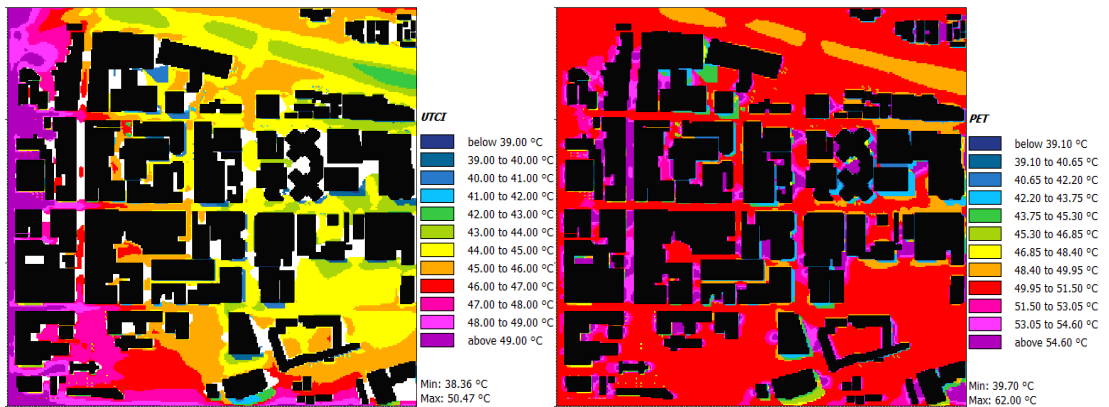 UTCI
below 39.00 °C
39.00 to 40.00 °C
40.00 to 41.00 °C
41.00 to 42.00 °C
42.00 to 43.00 °C
43.00 to 44.00 °C
44.00 to 45.00 °C
45.00 to 46.00 °C
46.00 to 47.00 °C
47.00 to 48.00 °C
48.00 to 49.00 °C
above 49.00 °C
Min: 38.36 °C
Max: 50.47 °C
PET
below 39.10 °C
39.10 to 40.65 °C
40.65 to 42.20 °C
42.20 to 43.75 °C
43.75 to 45.30 °C
45.30 to 46.85 °C
46.85 to 48.40 °C
48.40 to 49.95 °C
49.95 to 51.50 °C
51.50 to 53.05 °C
53.05 to 54.60 °C
above 54.60 °C
Min: 39.70 °C
Max: 62.00 °C